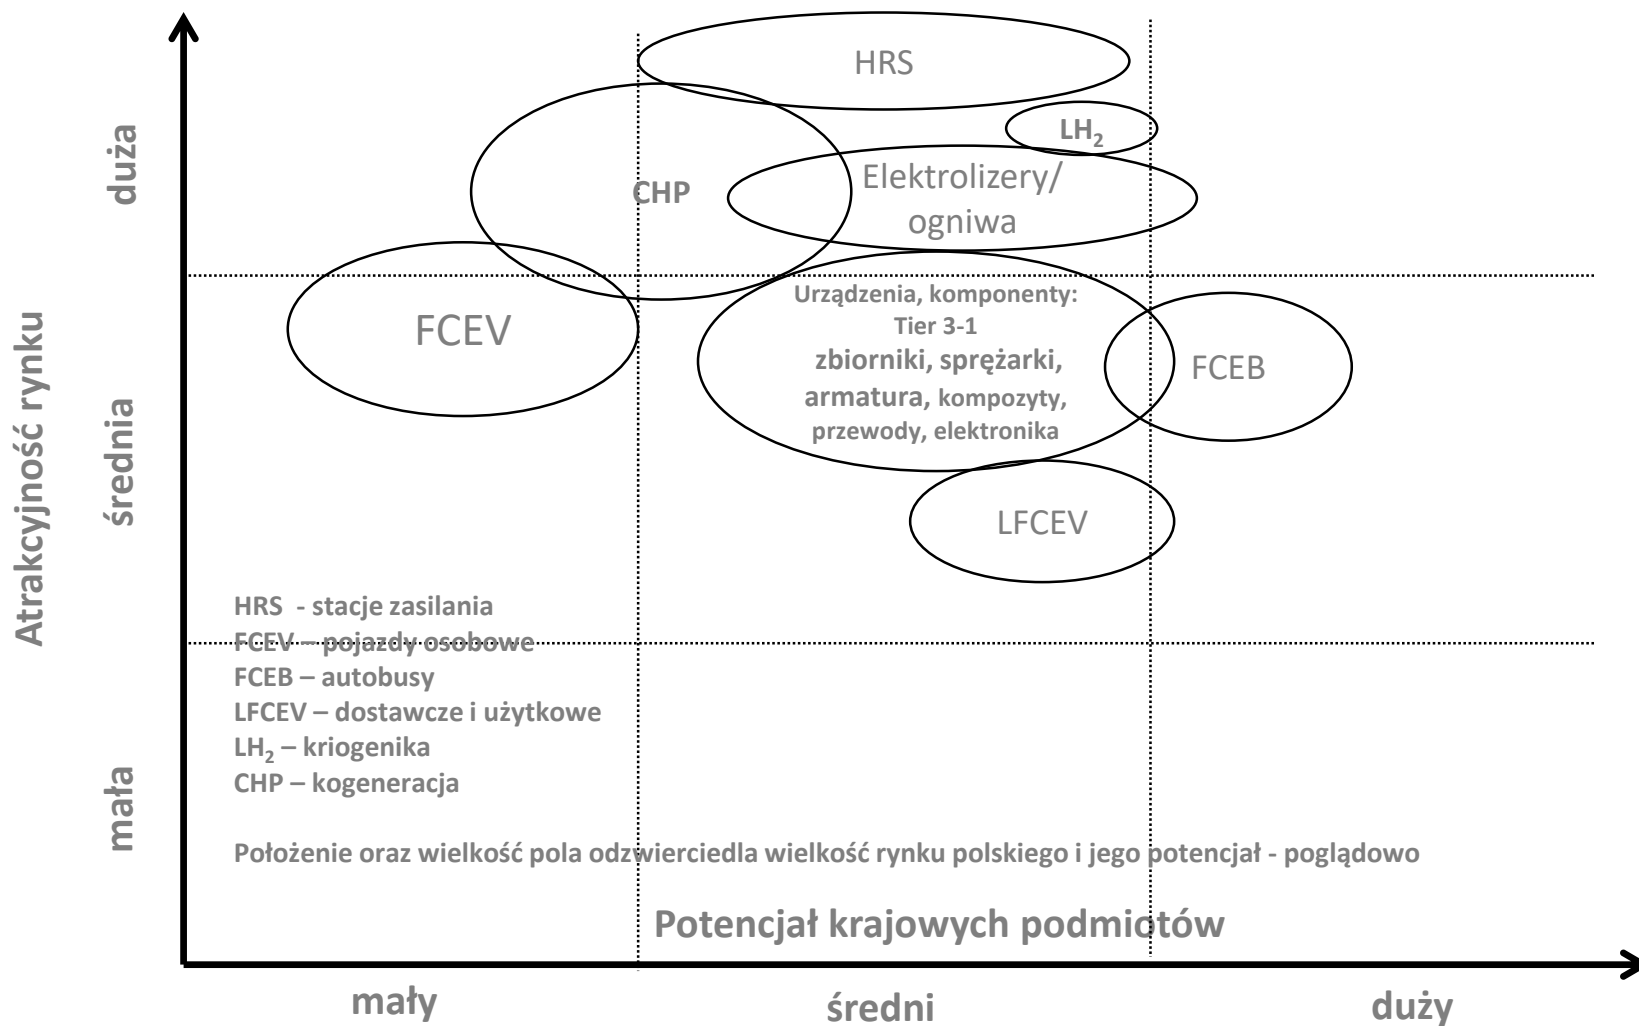 HRS
LH₂
duża
CHP
Elektrolizery/
ogniwa
Urządzenia, komponenty:
Tier 3-1
zbiorniki, sprężarki,
armatura, kompozyty,
przewody, elektronika
FCEV
FCEB
Atrakcyjność rynku
średnia
LFCEV
HRS - stacje zasilania
FCEV – pojazdy osobowe
FCEB – autobusy
LFCEV – dostawcze i użytkowe
LH₂ – kriogenika
CHP – kogeneracja
mała
Położenie oraz wielkość pola odzwierciedla wielkość rynku polskiego i jego potencjał - poglądowo
Potencjał krajowych podmiotów
mały
średni
duży